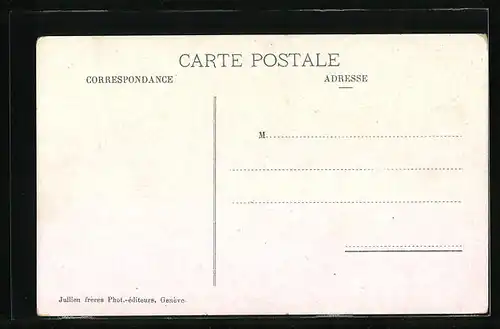 CARTE POSTALE
CORRESPONDANCE
ADRESSE
M
Jullien frères Phot.-éditeurs, Genève.